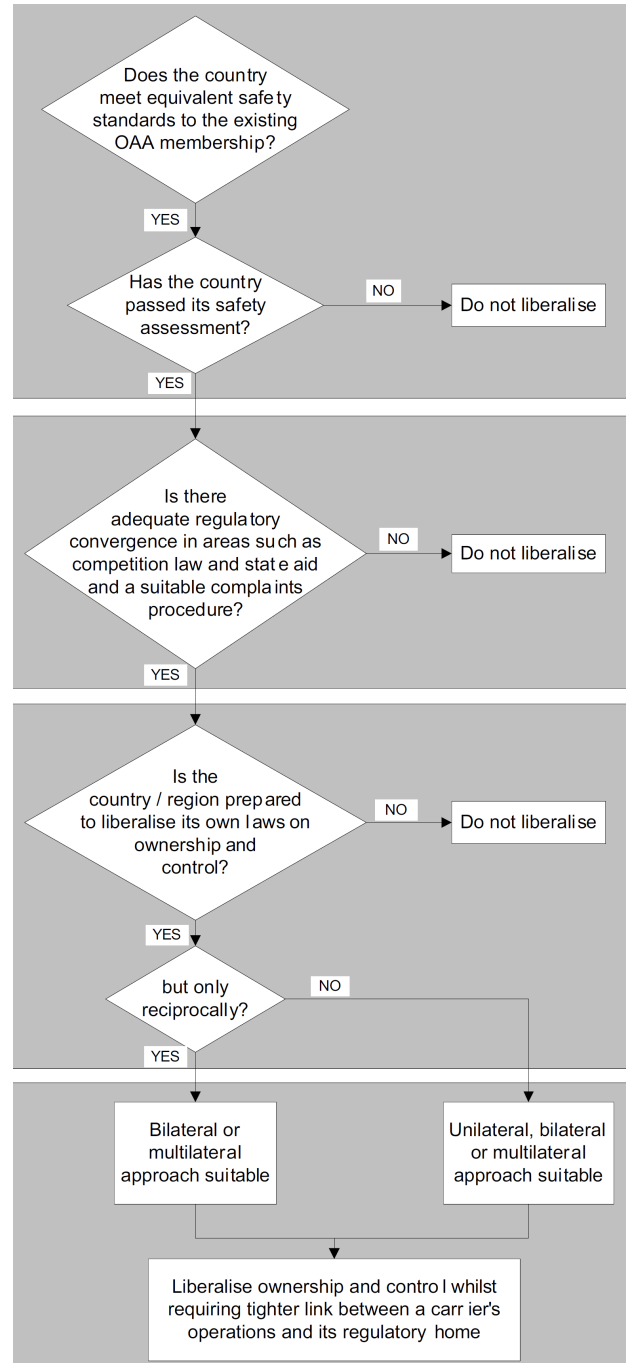 Does the country
meet equivalent safety
standards to the existing
OAA membership?
YES
Has the country
passed its safety
assessment?
NO
Do not liberalise
YES
Is there
adequate regulatory
convergence in areas such as
competition law and state aid
and a suitable complaints
procedure?
NO
Do not liberalise
YES
Is the
country / region prepared
to liberalise its own laws on
ownership and
control?
NO
Do not liberalise
YES
but only
reciprocally?
NO
YES
Bilateral or
multilateral
approach suitable
Unilateral, bilateral
or multilateral
approach suitable
Liberalise ownership and control whilst
requiring tighter link between a carrier's
operations and its regulatory home